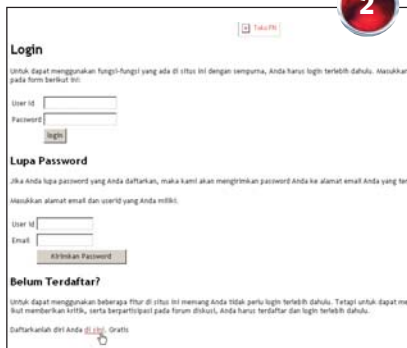 2
TukuPN
Login
Untuk dapat menggunakan fungsi-fungsi yang ada di situs ini dengan sempurna, Anda harus login terlebih dahulu. Masukkan
pada form berikut ini:
User Id
Password
login
Lupa Password
Jika Anda lupa password yang Anda daftarkan, maka kami akan mengirimkan password Anda ke alamat email Anda yang ter
Masukkan alamat email dan userid yang Anda miliki.
User Id
Email
Kirimkan Password
Belum Terdaftar?
Untuk dapat menggunakan beberapa fitur di situs ini memang Anda tidak perlu login terlebih dahulu. Tetapi untuk dapat me
ikut memberikan kritik, serta berpartisipasi pada forum diskusi, Anda harus terdaftar dan login terlebih dahulu.
Daftarkanlah diri Anda di sini. Gratis